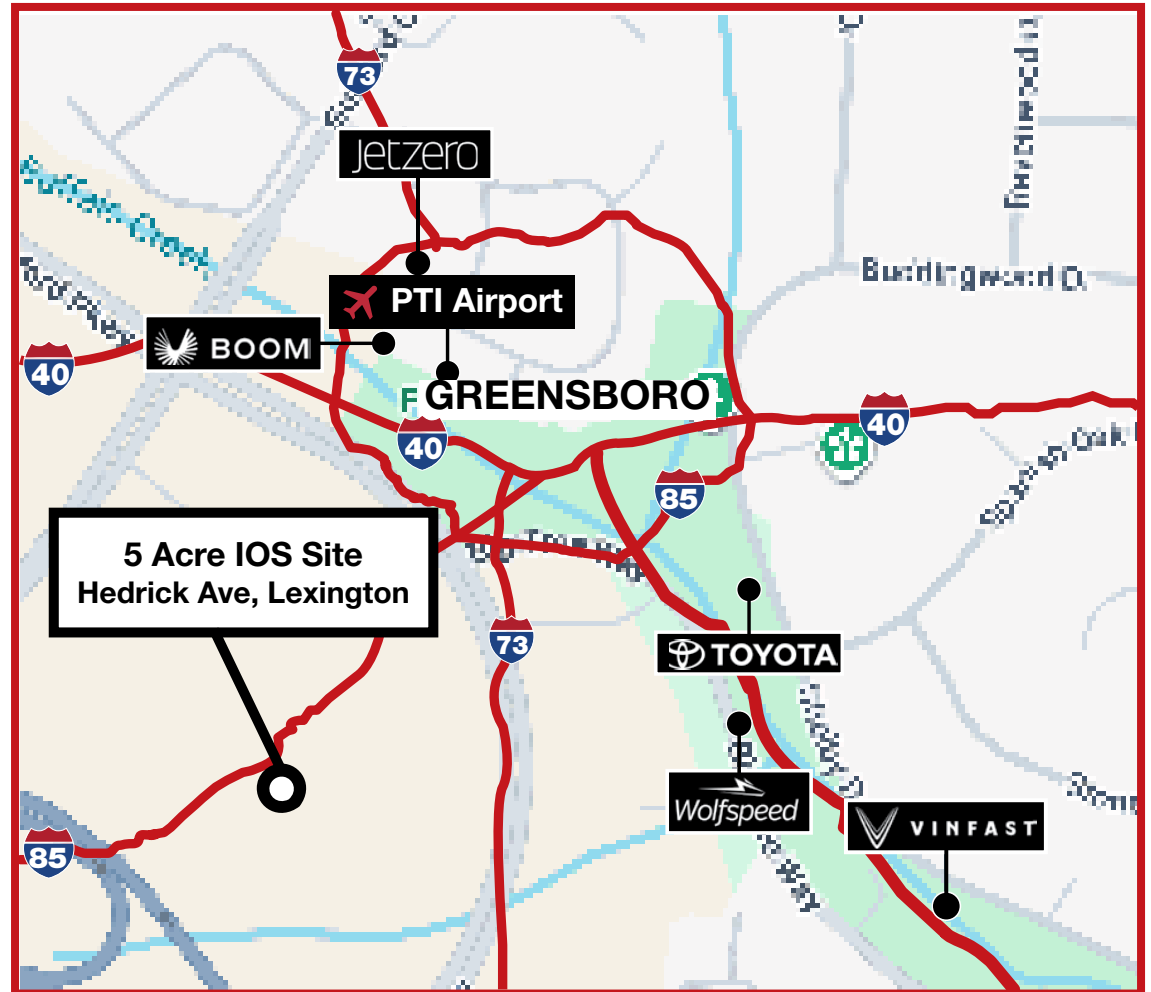 73
Jetzero
PTI Airport
BOOM
40
F
GREENSBORO
40
40
85
5 Acre IOS Site
Hedrick Ave, Lexington
73
TOYOTA
Wolfspeed
VINFAST
85